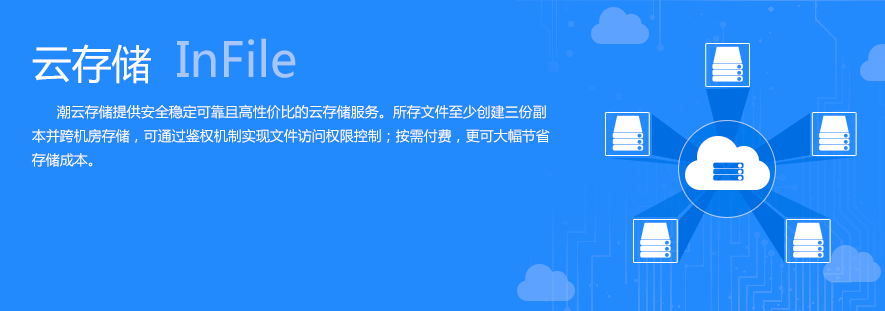 云存储 InFile
潮云存储提供安全稳定可靠且高性价比的云存储服务。所存文件至少创建三份副
本并跨机房存储，可通过鉴权机制实现文件访问权限控制；按需付费，更可大幅节省
存储成本。